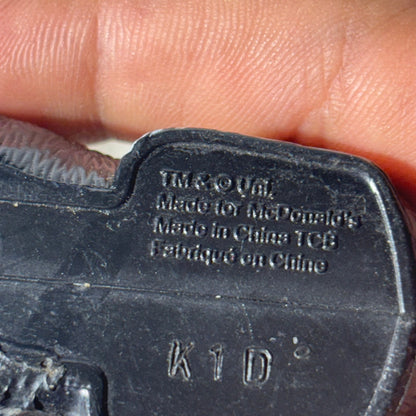 TM & © Uni
Made for McDonald's
Made in China TCB
Fabriqué en Chine
K1D